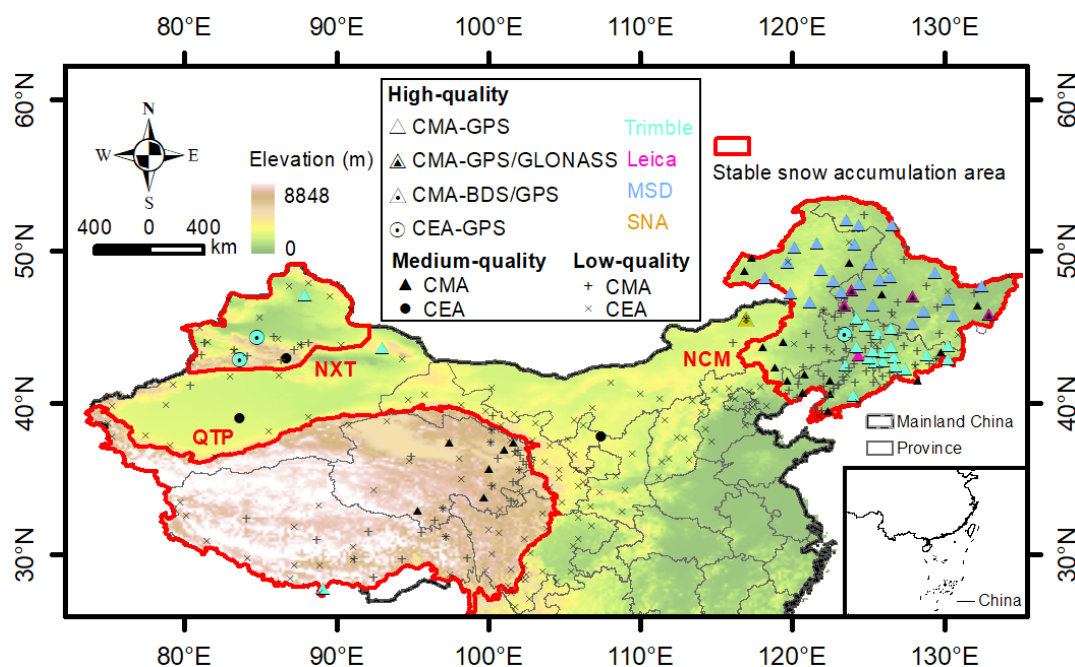 80°E 90°E 100°E 110°E 120°E 130°E
60°N
50°N
40°N
30°N
N
W E
S
400 0 400
km
Elevation (m)
8848
0
High-quality
CMA-GPS
CMA-GPS/GLONASS
CMA-BDS/GPS
CEA-GPS
Trimble
Leica
MSD
SNA
Medium-quality
CMA
CEA
Low-quality
CMA
CEA
Stable snow accumulation area
NXT
QTP
NCM
Mainland China
Province
China
60°N
50°N
40°N
30°N
80°E 90°E 100°E 110°E 120°E 130°E